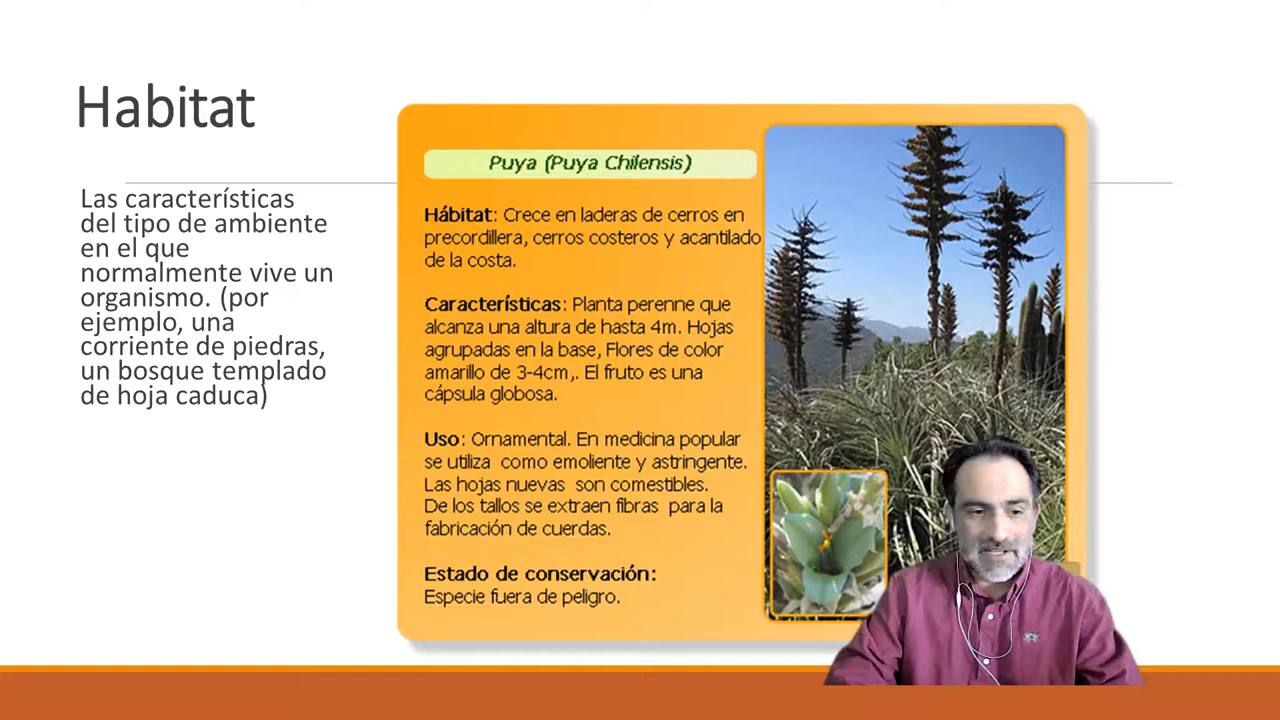 Habitat
Las características
del tipo de ambiente
en el que
normalmente vive un
organismo. (por
ejemplo, una
corriente de piedras,
un bosque templado
de hoja caduca)
Puya (Puya Chilensis)
Hábitat: Crece en laderas de cerros en
precordillera, cerros costeros y acantilado
de la costa.
Características: Planta perenne que
alcanza una altura de hasta 4m. Hojas
agrupadas en la base, Flores de color
amarillo de 3-4cm,. El fruto es una
cápsula globosa.
Uso: Ornamental. En medicina popular
se utiliza como emoliente y astringente.
Las hojas nuevas son comestibles.
De los tallos se extraen fibras para la
fabricación de cuerdas.
Estado de conservación:
Especie fuera de peligro.